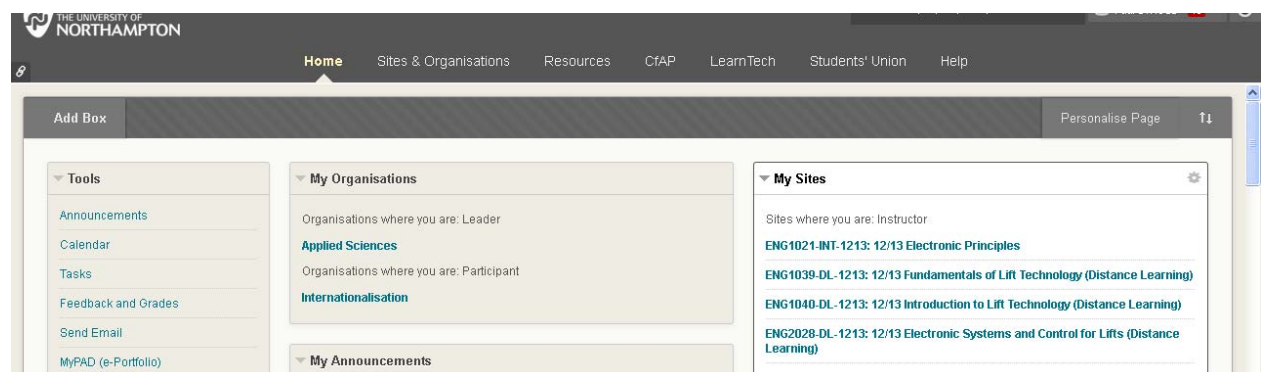 THE UNIVERSITY OF
NORTHAMPTON
Home Sites & Organisations Resources CfAP LearnTech Students' Union Help
Add Box Personalise Page
Tools
Announcements
Calendar
Tasks
Feedback and Grades
Send Email
MyPAD (e-Portfolio)
My Organisations
Organisations where you are: Leader
Applied Sciences
Organisations where you are: Participant
Internationalisation
My Announcements
My Sites
Sites where you are: Instructor
ENG1021-INT-1213: 12/13 Electronic Principles
ENG1039-DL-1213: 12/13 Fundamentals of Lift Technology (Distance Learning)
ENG1040-DL-1213: 12/13 Introduction to Lift Technology (Distance Learning)
ENG2028-DL-1213: 12/13 Electronic Systems and Control for Lifts (Distance
Learning)